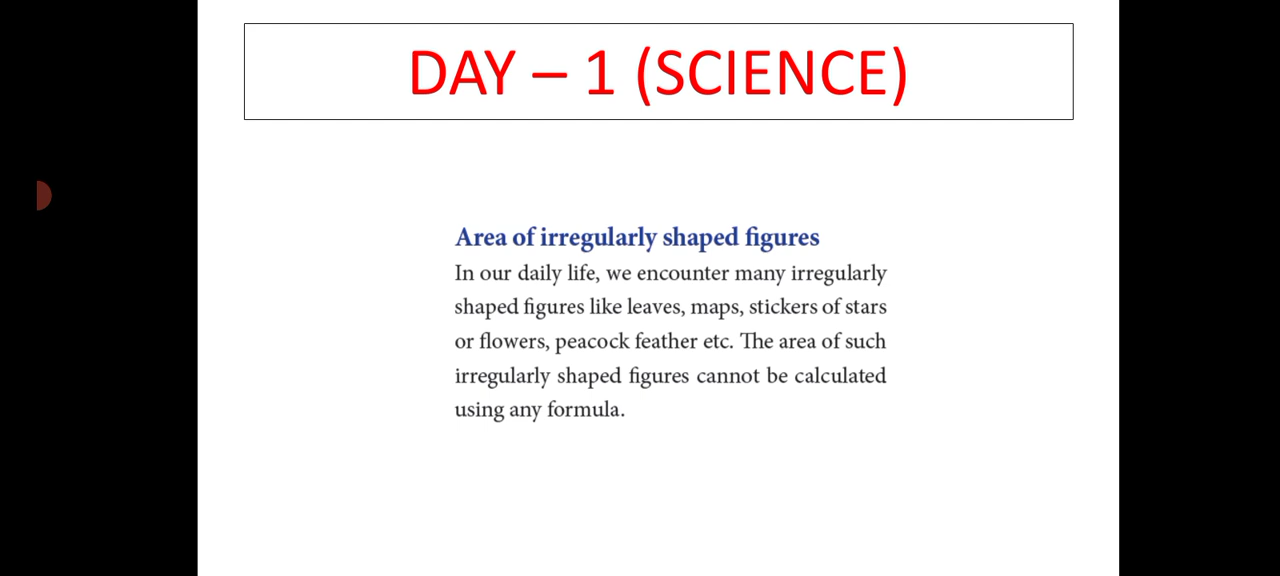 DAY – 1 (SCIENCE)
Area of irregularly shaped figures
In our daily life, we encounter many irregularly
shaped figures like leaves, maps, stickers of stars
or flowers, peacock feather etc. The area of such
irregularly shaped figures cannot be calculated
using any formula.